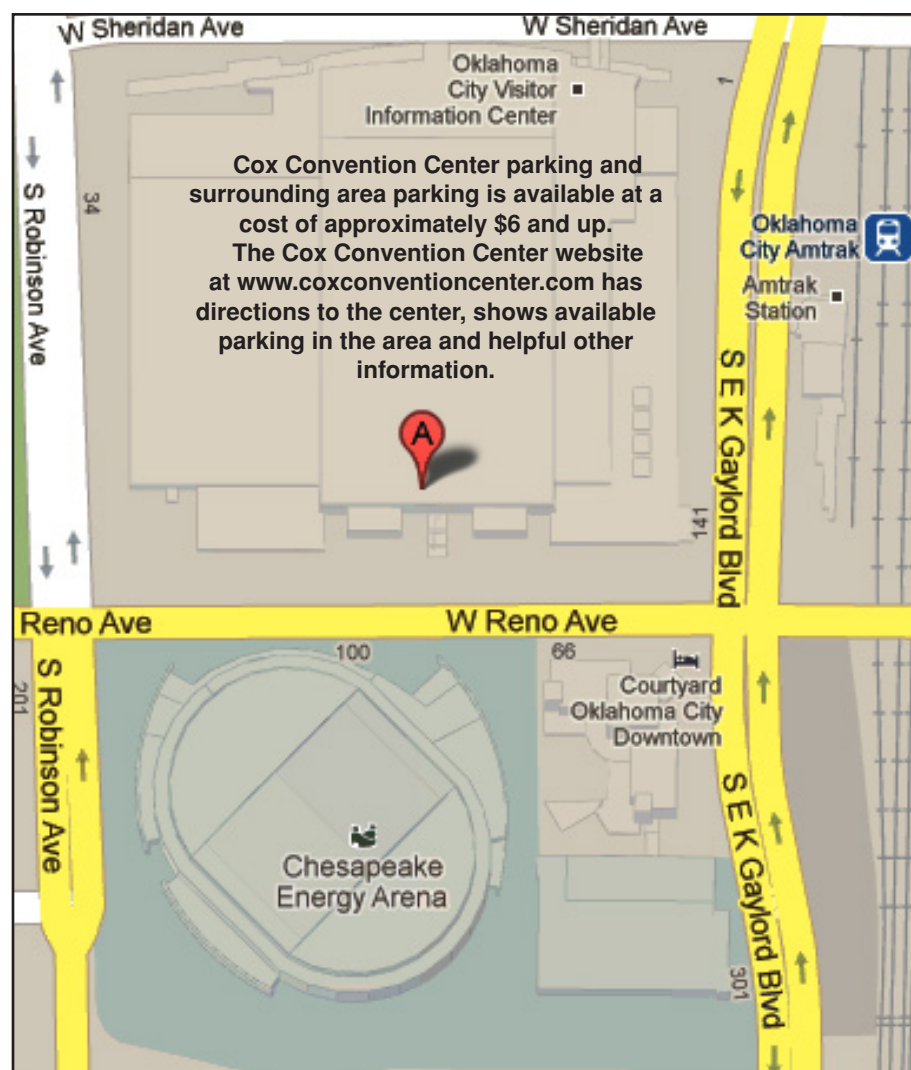 W Sheridan Ave
W Sheridan Ave
Oklahoma
City Visitor
Information Center
1
Cox Convention Center parking and
surrounding area parking is available at a
cost of approximately $6 and up.
The Cox Convention Center website
at www.coxconventioncenter.com has
directions to the center, shows available
parking in the area and helpful other
information.
34
S Robinson Ave
Oklahoma
City Amtrak
Amtrak
Station
S E K Gaylord Blvd
A
141
Reno Ave
W Reno Ave
100
66
201
S Robinson Ave
Courtyard
Oklahoma City
Downtown
S E K Gaylord Blvd
Chesapeake
Energy Arena
301